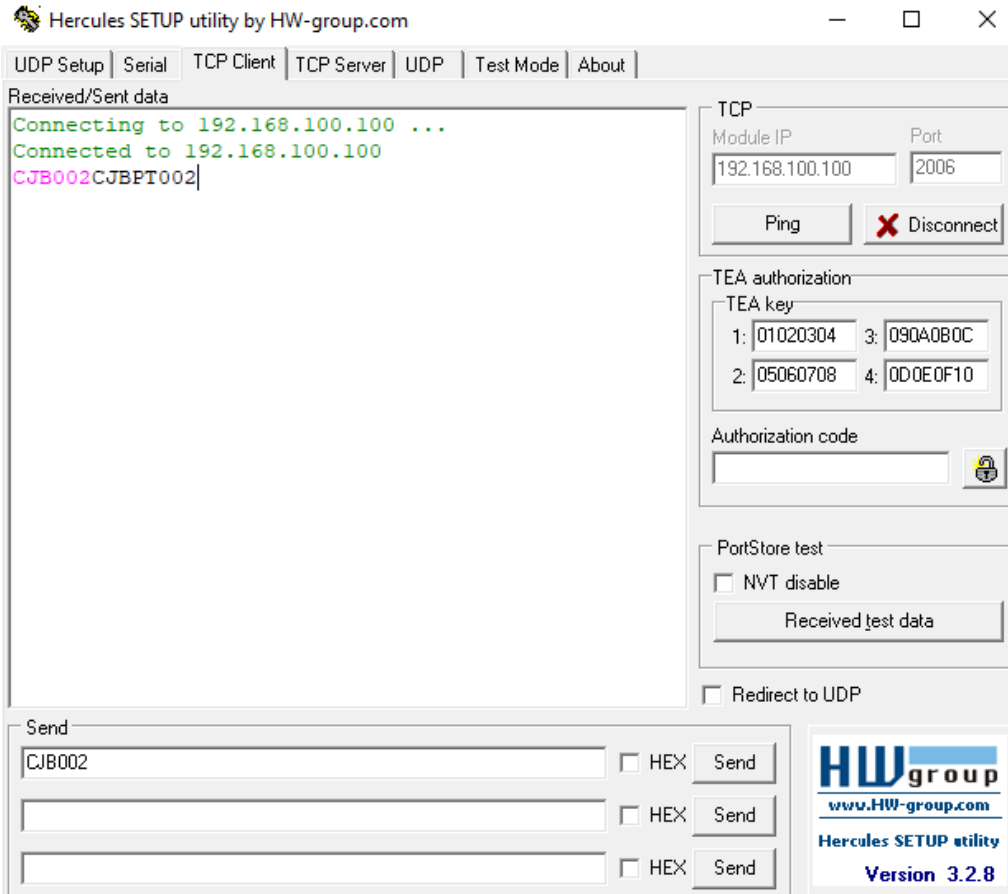 Hercules SETUP utility by HW-group.com
UDP Setup Serial TCP Client TCP Server UDP Test Mode About
Received/Sent data
Connecting to 192.168.100.100 ...
Connected to 192.168.100.100
CJB002CJBPT002
TCP
Module IP Port
192.168.100.100 2006
Ping Disconnect
TEA authorization
TEA key
1: 01020304 3: 090A0B0C
2: 05060708 4: 0D0E0F10
Authorization code
PortStore test
NVT disable
Received test data
Redirect to UDP
Send
CJB002 HEX Send
HEX Send
HEX Send
HWgroup
www.HW-group.com
Hercules SETUP utility
Version 3.2.8